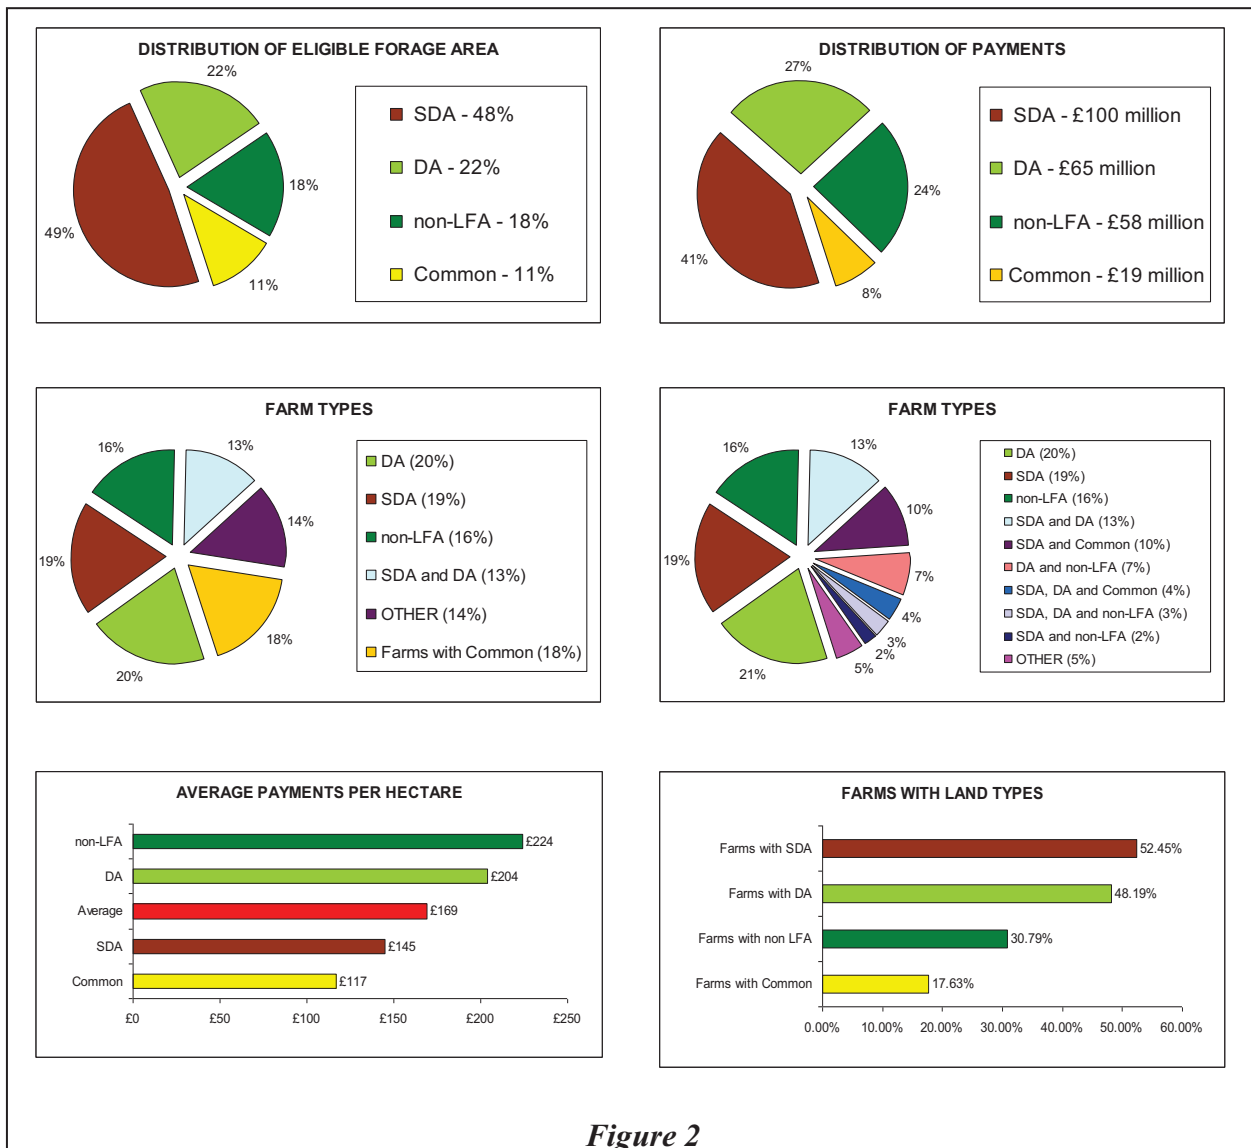 DISTRIBUTION OF ELIGIBLE FORAGE AREA
22%
18%
11%
49%
SDA - 48%
DA - 22%
non-LFA - 18%
Common - 11%
DISTRIBUTION OF PAYMENTS
27%
24%
8%
41%
SDA - £100 million
DA - £65 million
non-LFA - £58 million
Common - £19 million
FARM TYPES
16%
13%
14%
18%
20%
19%
DA (20%)
SDA (19%)
non-LFA (16%)
SDA and DA (13%)
OTHER (14%)
Farms with Common (18%)
FARM TYPES
16%
13%
10%
7%
4%
3%
2%
5%
21%
19%
DA (20%)
SDA (19%)
non-LFA (16%)
SDA and DA (13%)
SDA and Common (10%)
DA and non-LFA (7%)
SDA, DA and Common (4%)
SDA, DA and non-LFA (3%)
SDA and non-LFA (2%)
OTHER (5%)
AVERAGE PAYMENTS PER HECTARE
non-LFA £224
DA £204
Average £169
SDA £145
Common £117
£0 £50 £100 £150 £200 £250
FARMS WITH LAND TYPES
Farms with SDA 52.45%
Farms with DA 48.19%
Farms with non LFA 30.79%
Farms with Common 17.63%
0.00% 10.00% 20.00% 30.00% 40.00% 50.00% 60.00%
Figure 2